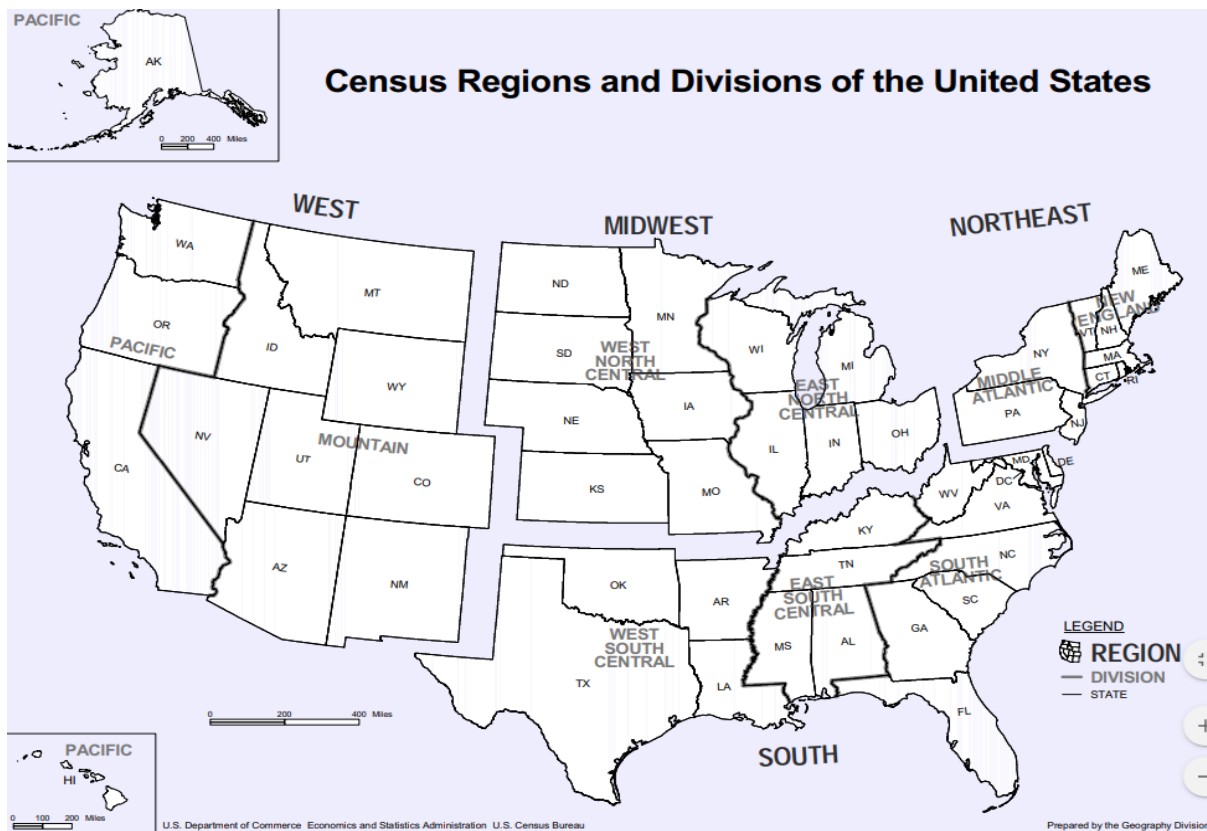 PACIFIC
AK
0 200 400 Miles
Census Regions and Divisions of the United States
WEST
MIDWEST
NORTHEAST
WA
MT
ND
MN
ME
OR
ID
SD
WI
MI
NY
VT
NH
NEW
ENGLAND
MA
CT
RI
PACIFIC
WY
WEST
NORTH
CENTRAL
EAST
NORTH
CENTRAL
MIDDLE
ATLANTIC
PA
NJ
NV
UT
MOUNTAIN
CO
NE
IA
IL
IN
OH
CA
KS
MO
WV
MD
DE
DC
VA
KY
AZ
NM
OK
AR
TN
NC
EAST
SOUTH
CENTRAL
SOUTH
ATLANTIC
SC
WEST
SOUTH
CENTRAL
TX
LA
MS
AL
GA
FL
LEGEND
REGION
DIVISION
STATE
0 200 400 Miles
SOUTH
PACIFIC
HI
0 100 200 Miles
U.S. Department of Commerce Economics and Statistics Administration U.S. Census Bureau
Prepared by the Geography Division